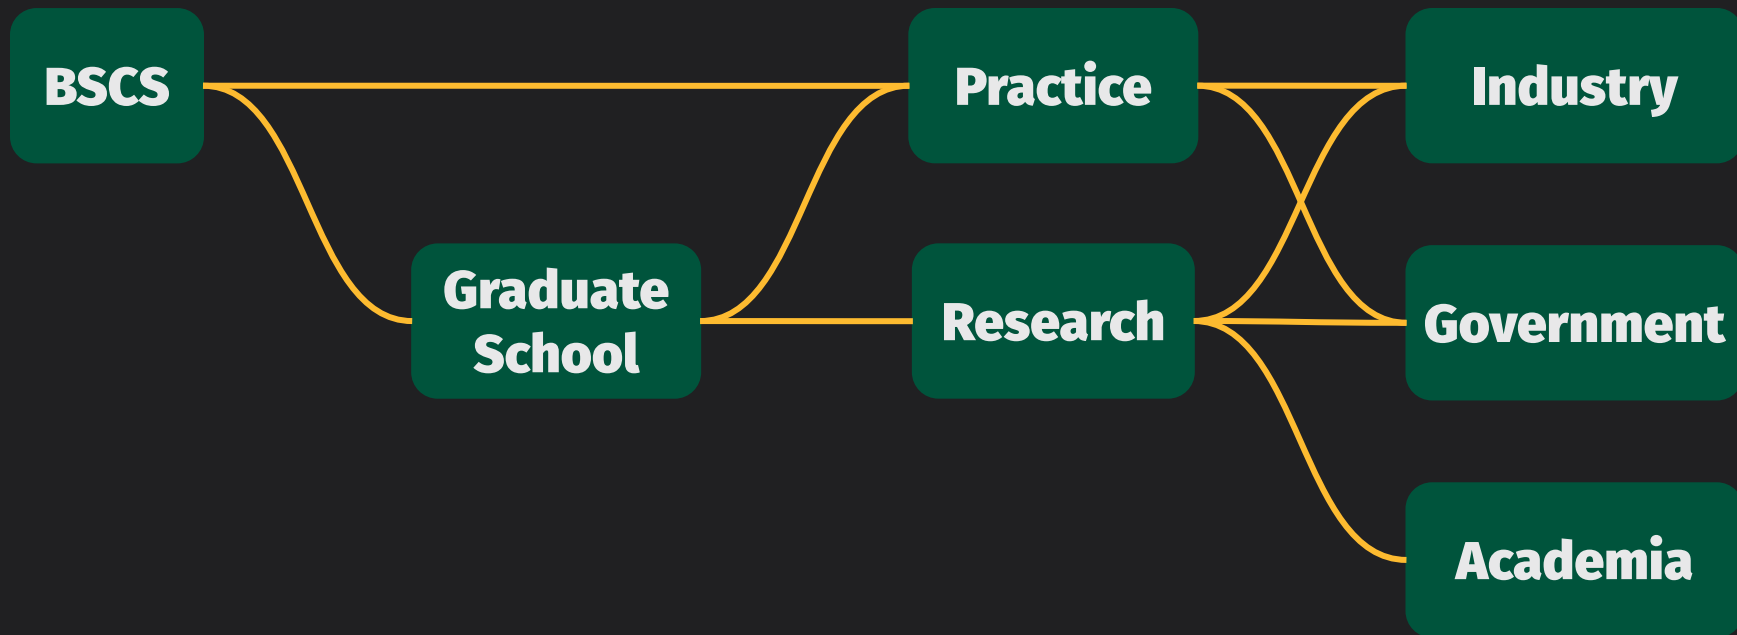 BSCS
Practice
Industry
Graduate
School
Research
Government
Academia